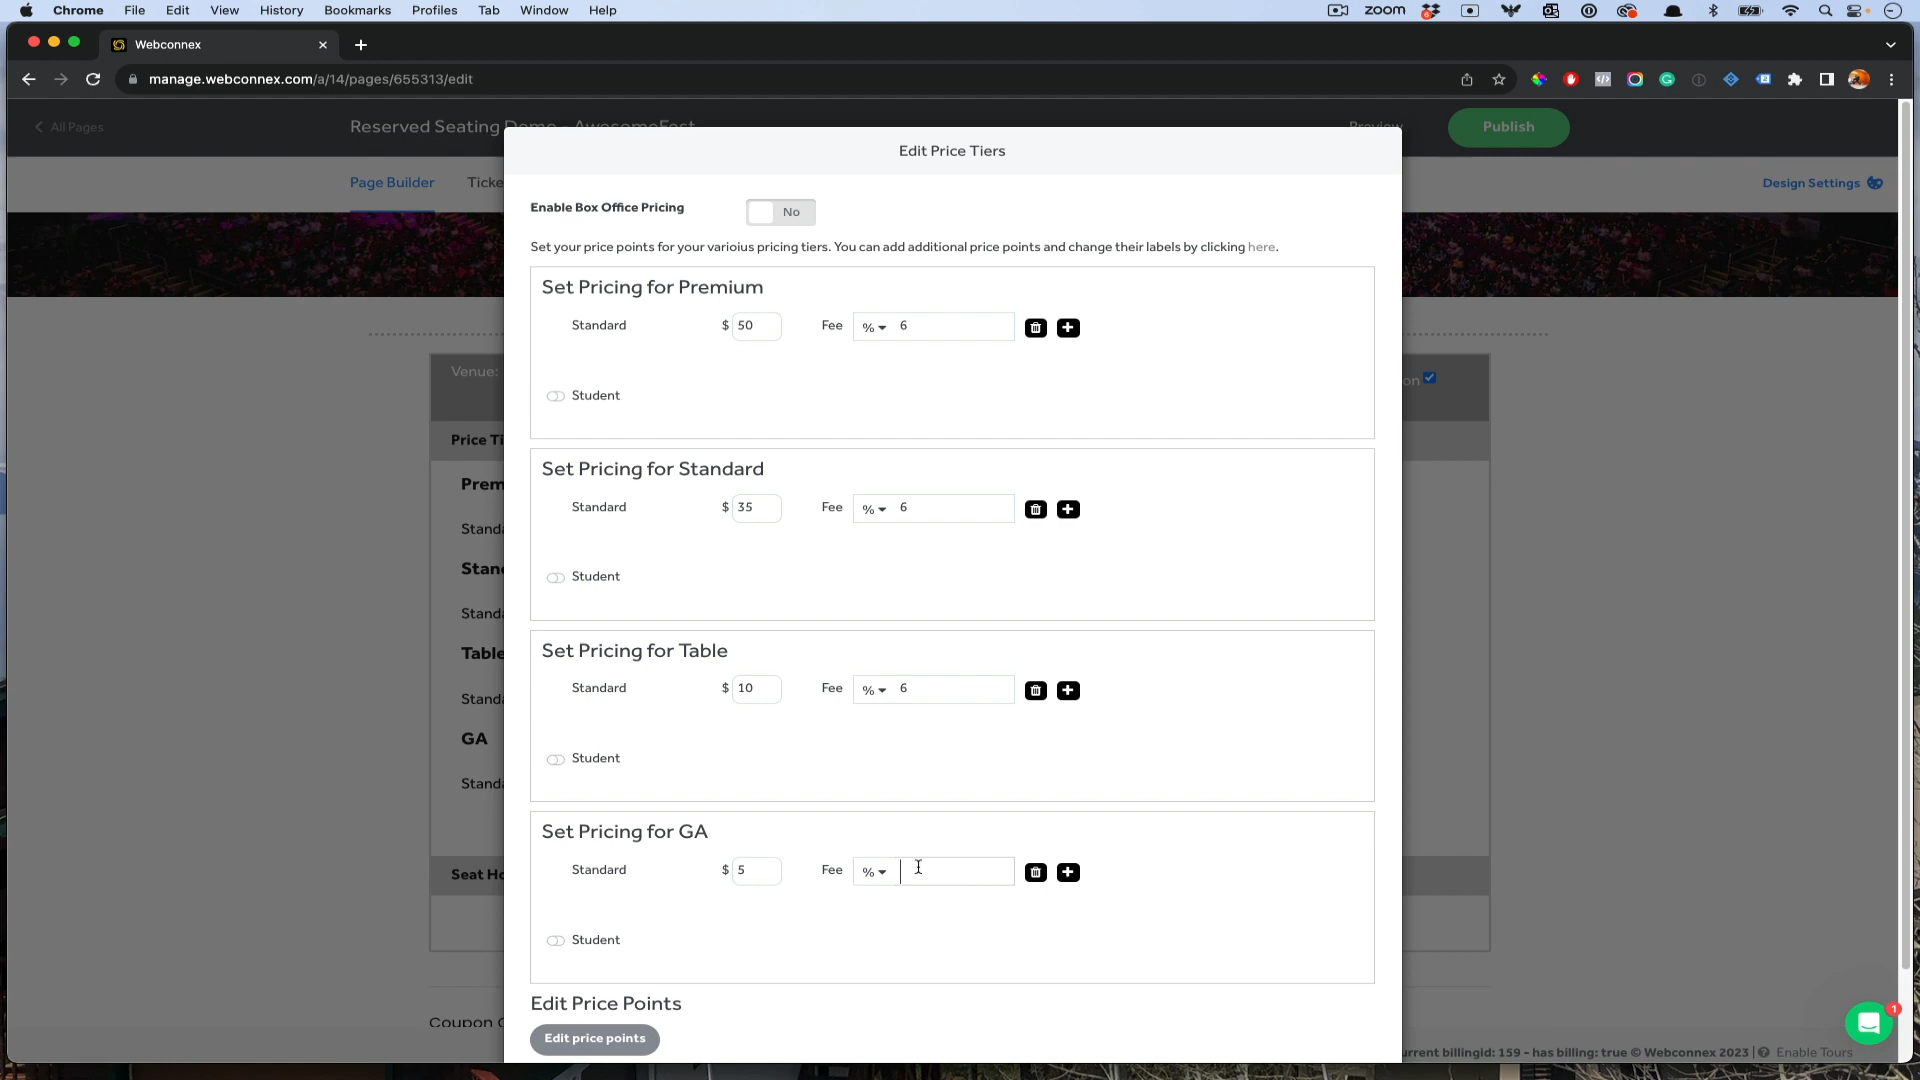 Chrome File Edit View History Bookmarks Profiles Tab Window Help zoom
Webconnex
manage.webconnex.com/a/14/pages/655313/edit
All Pages Reserved Seating Demo - AwesomeFest Preview Publish
Edit Price Tiers
Page Builder Ticke Design Settings
Enable Box Office Pricing No
Set your price points for your varioius pricing tiers. You can add additional price points and change their labels by clicking here.
Set Pricing for Premium
Standard $ 50 Fee % 6
Venue: on
Student
Price Ti
Set Pricing for Standard
Prem
Standard $ 35 Fee % 6
Standa
Stand
Student
Standa
Set Pricing for Table
Table
Standard $ 10 Fee % 6
Standa
GA
Student
Standa
Set Pricing for GA
Standard $ 5 Fee %
Seat Ho
Student
Edit Price Points
Coupon C
Edit price points
1
urrent billingid: 159 - has billing: true © Webconnex 2023 | Enable Tours